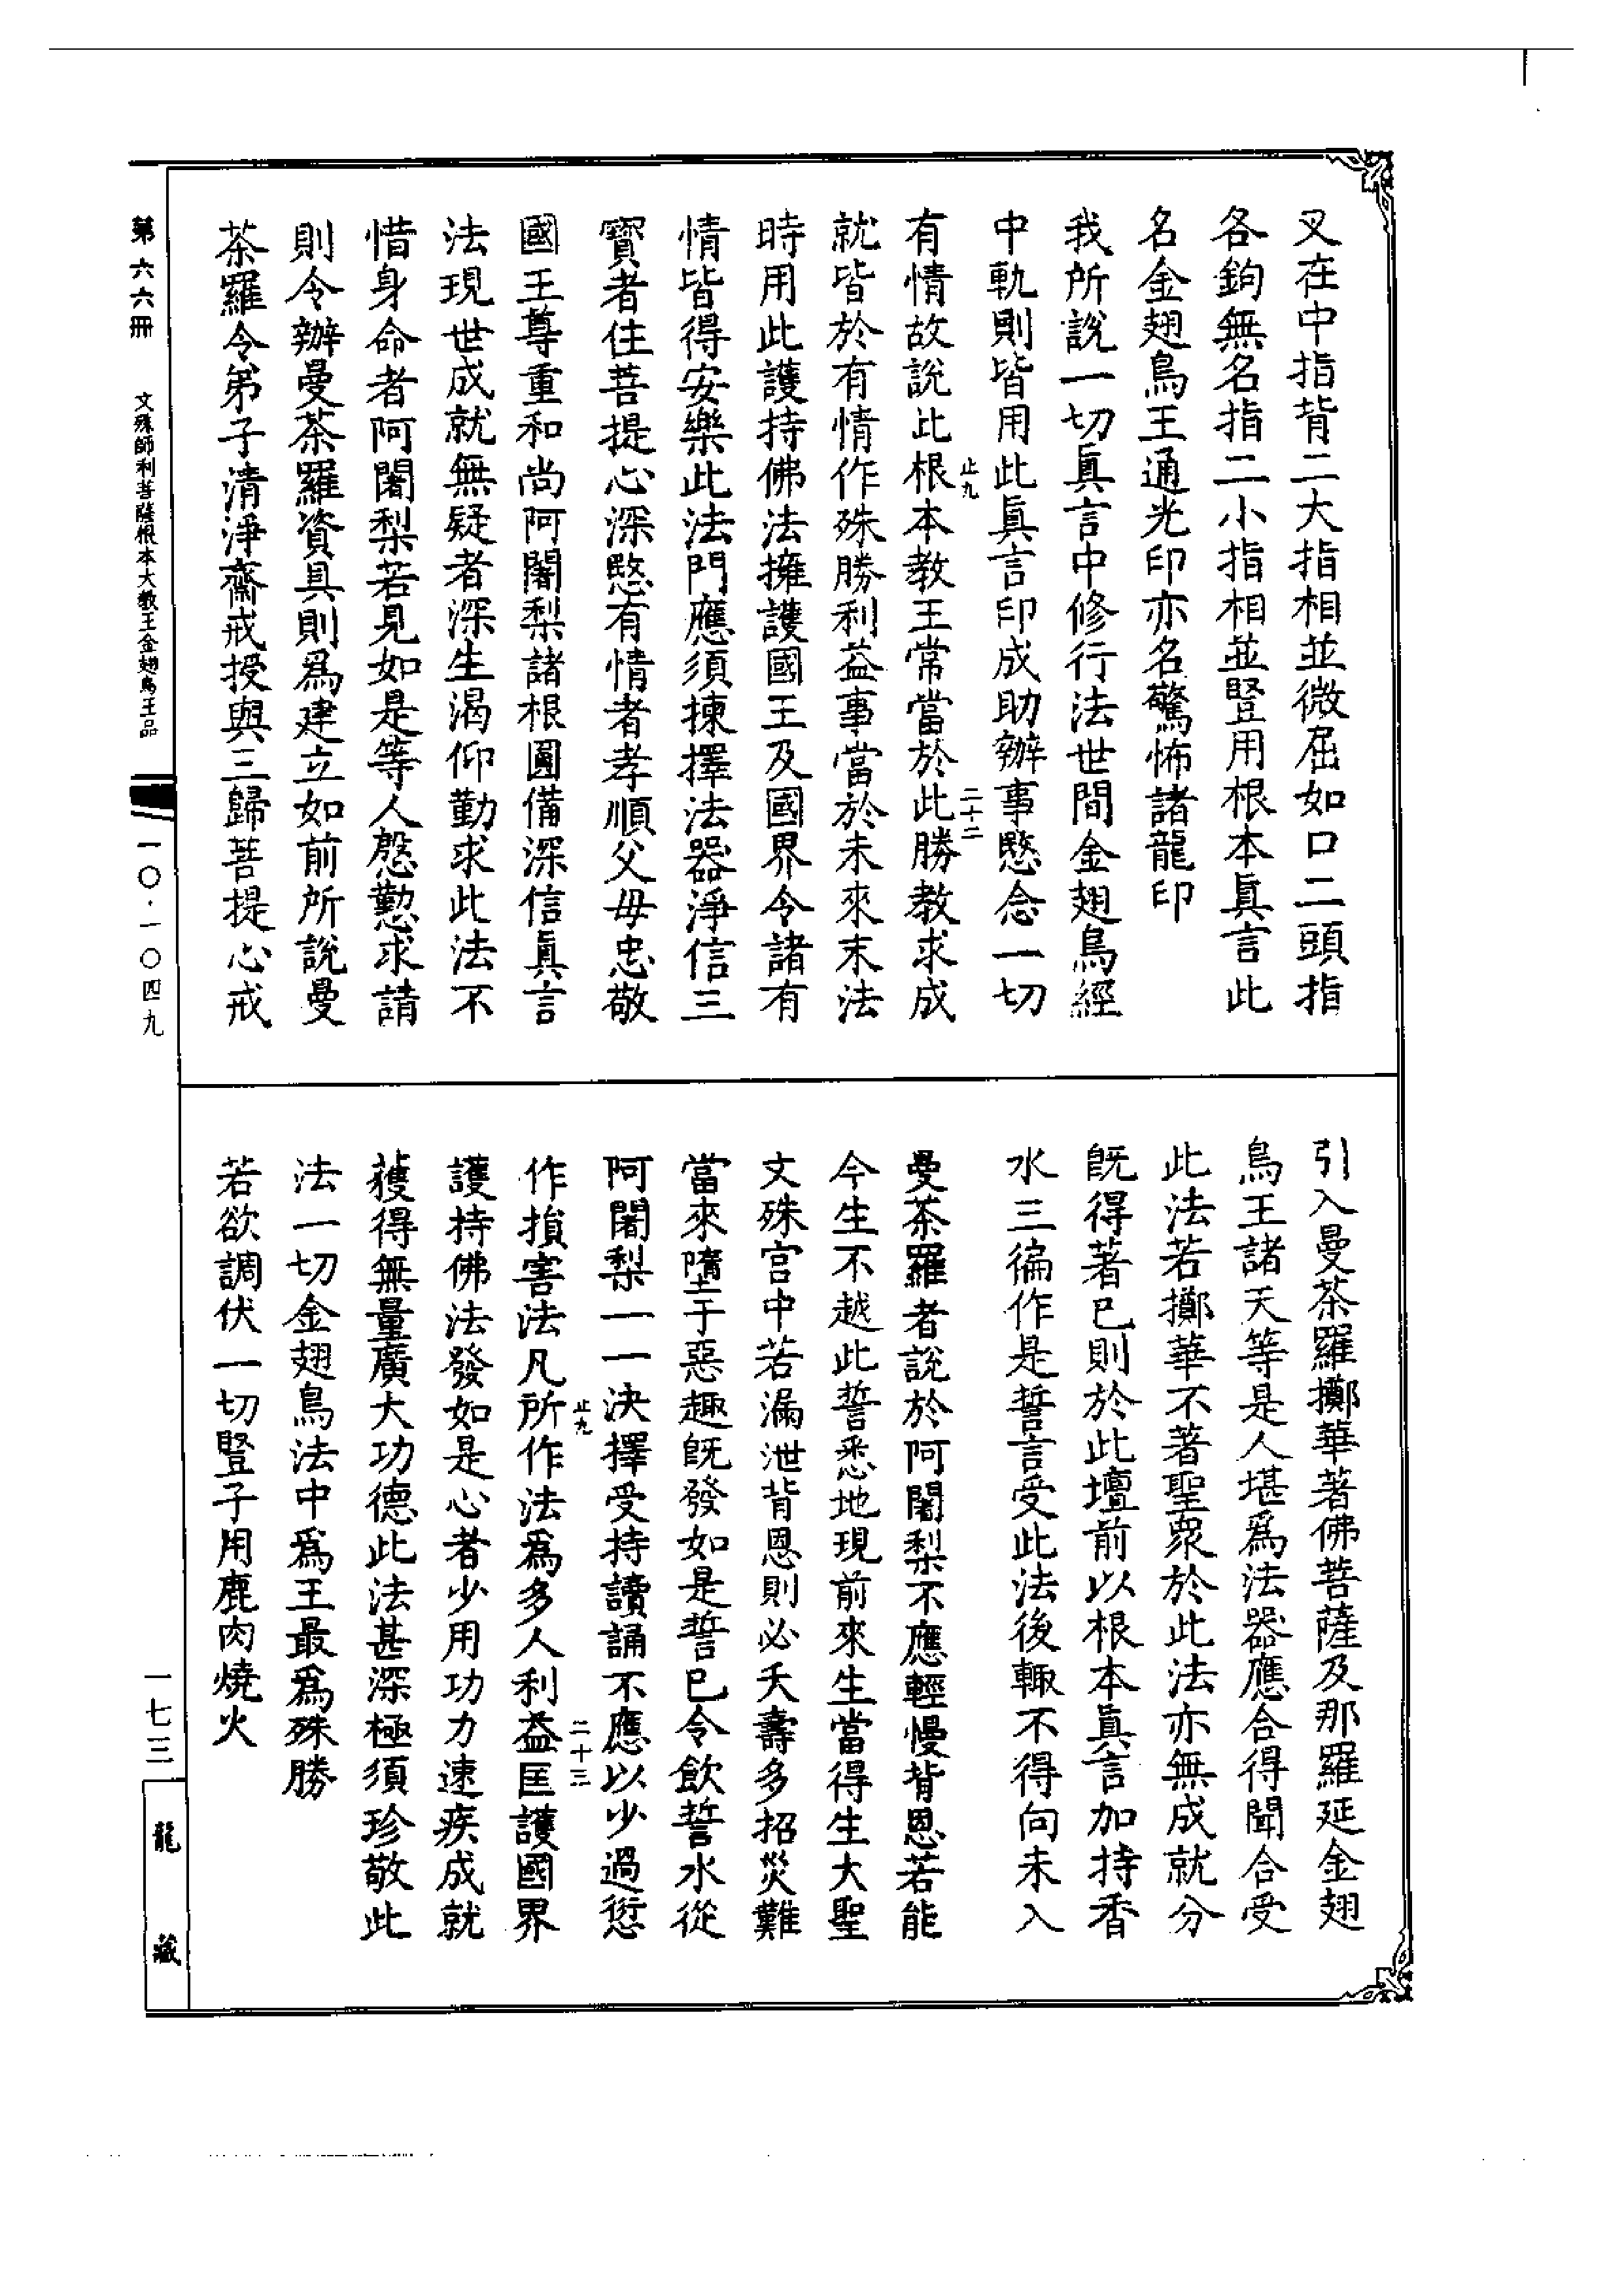 叉在中指背二大指相並微屈如口二頭指
各鉤無名指二小指相並豎用根本眞言此
名金翅鳥王通光印亦名驚怖諸龍印
我所說一切眞言中修行法世間金翅鳥經
中軌則皆用此眞言印成助辦事愍念一切
有情故說此根本教王常當於此勝教求成
止九
二十二
就皆於有情作殊勝利益事當於未來末法
時用此護持佛法擁護國王及國界令諸有
情皆得安樂此法門應須揀擇法器淨信三
寶者住菩提心深愍有情者孝順父母忠敬
國王尊重和尚阿闍梨諸根圓備深信眞言
法現世成就無疑者深生渴仰勤求此法不
惜身命者阿闍梨若見如是等人慇懃求請
則令辦曼荼羅資具則爲建立如前所說曼
荼羅令弟子清淨齋戒授與三歸菩提心戒
引入曼荼羅擲華著佛菩薩及那羅延金翅
鳥王諸天等是人堪爲法器應合得聞合受
此法若擲華不著聖衆於此法亦無成就分
旣得著已則於此壇前以根本眞言加持香
水三徧作是誓言受此法後輒不得向未入
曼荼羅者說於阿闍梨不應輕慢背恩若能
今生不越此誓悉地現前來生當得生大聖
文殊宮中若漏泄背恩則必夭壽多招災難
當來墮于惡趣旣發如是誓已令飲誓水從
阿闍梨一一決擇受持讀誦不應以少過愆
止九
二十三
作損害法凡所作法爲多人利益匡護國界
護持佛法發如是心者少用功力速疾成就
獲得無量廣大功德此法甚深極須珍敬此
法一切金翅鳥法中爲王最爲殊勝
若欲調伏一切豎子用鹿肉燒火
第六六冊
文殊師利菩薩根本大教王金翅鳥王品
一〇·一〇四九
一七三
龍藏